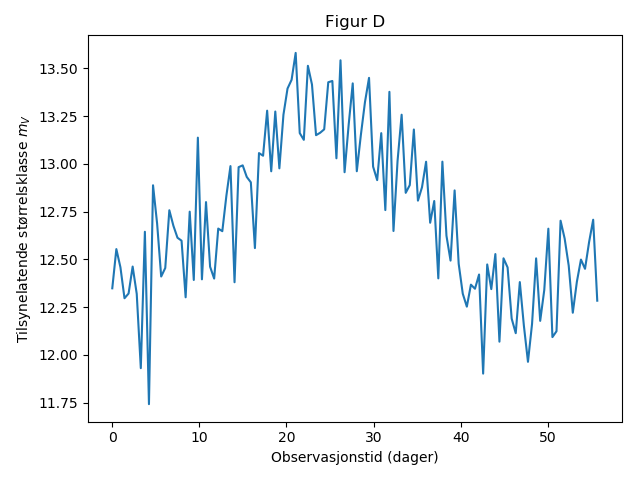 Figur D
13.50
13.25
13.00
12.75
12.50
12.25
12.00
11.75
Tilsynelatende størrelsklasse m_V
0 10 20 30 40 50
Observasjonstid (dager)